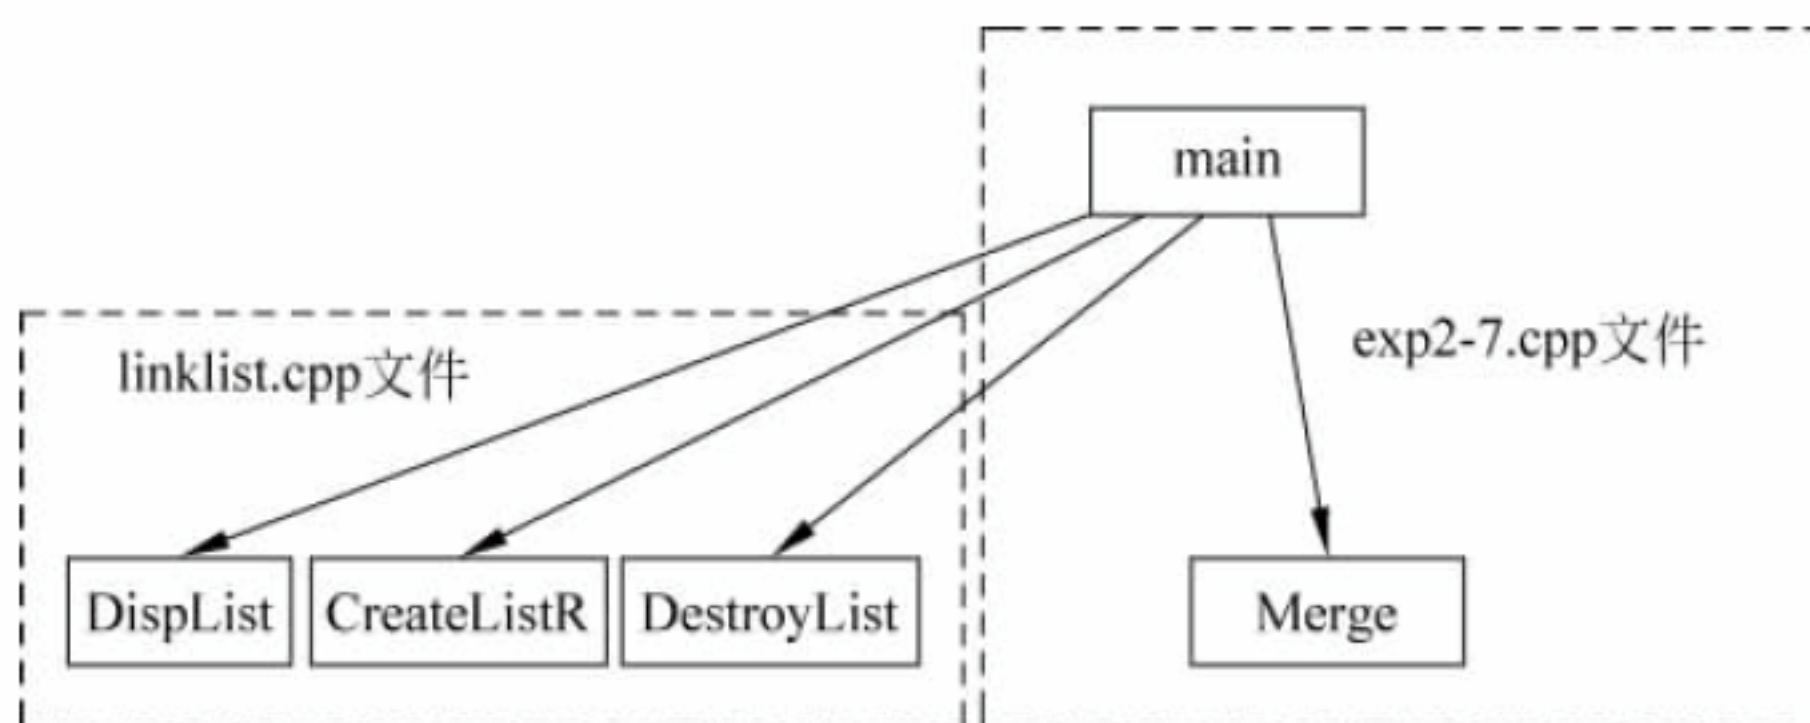 main
exp2-7.cpp文件
linklist.cpp文件
DispList
CreateListR
DestroyList
Merge